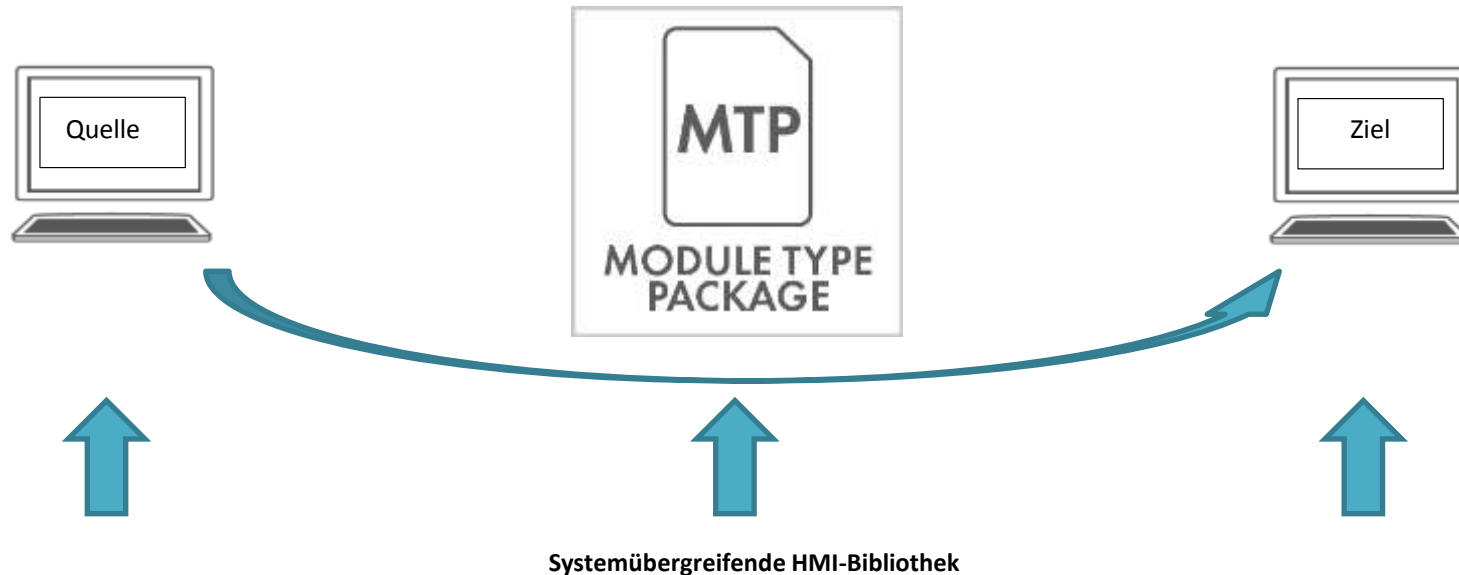 Quelle
MTP
MODULE TYPE
PACKAGE
Ziel
Systemübergreifende HMI-Bibliothek